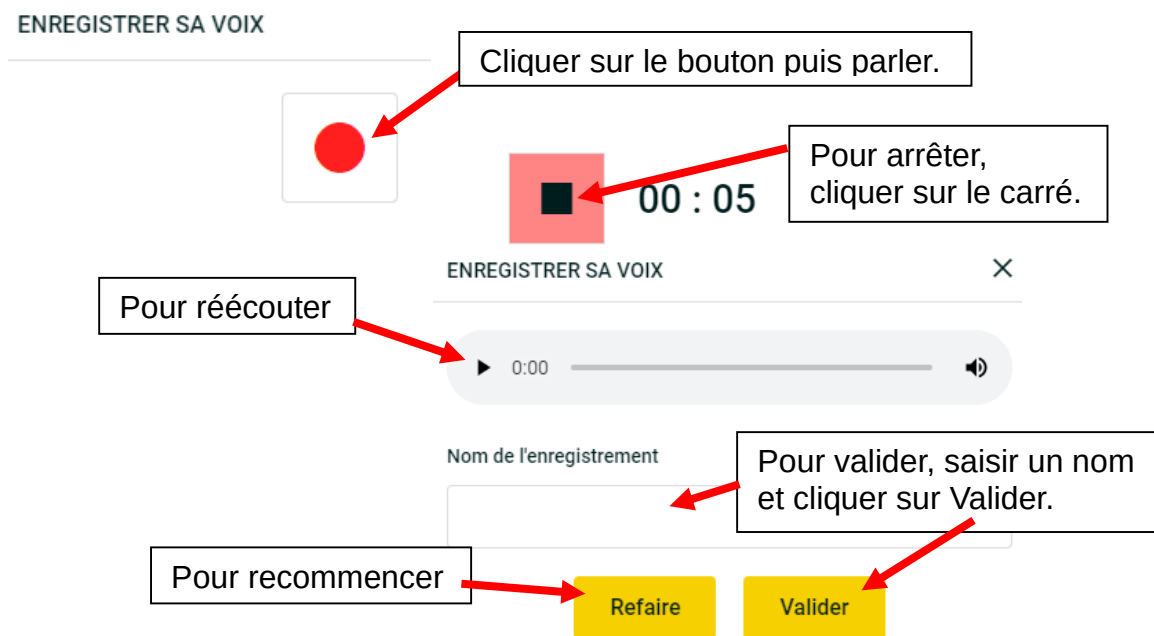 ENREGISTRER SA VOIX
Cliquer sur le bouton puis parler.
Pour arrêter,
cliquer sur le carré.
00 : 05
ENREGISTRER SA VOIX
Pour réécouter
0:00
Nom de l'enregistrement
Pour valider, saisir un nom
et cliquer sur Valider.
Pour recommencer
Refaire
Valider